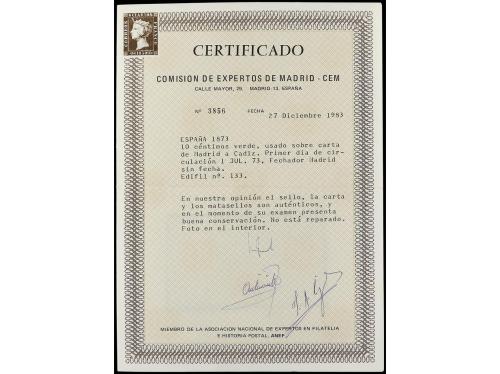 CERTIFICADO
COMISION DE EXPERTOS DE MADRID - CEM
CALLE MAYOR, 29. MADRID-13. ESPAÑA
Nº 3856 FECHA 27 Diciembre 1983
ESPAÑA 1873
10 céntimos verde, usado sobre carta
de Madrid a Cadiz. Primer dia de cir-
culación 1 JUL. 73, Fechador Madrid
sin fecha.
Edifil nº. 133.
En nuestra opinión el sello, la carta
y los matasellos son auténticos, y
en el momento de su examen presenta
buena conservación. No está reparado.
Foto en el interior.
MIEMBRO DE LA ASOCIACION NACIONAL DE EXPERTOS EN FILATELIA
E HISTORIA POSTAL, ANEF